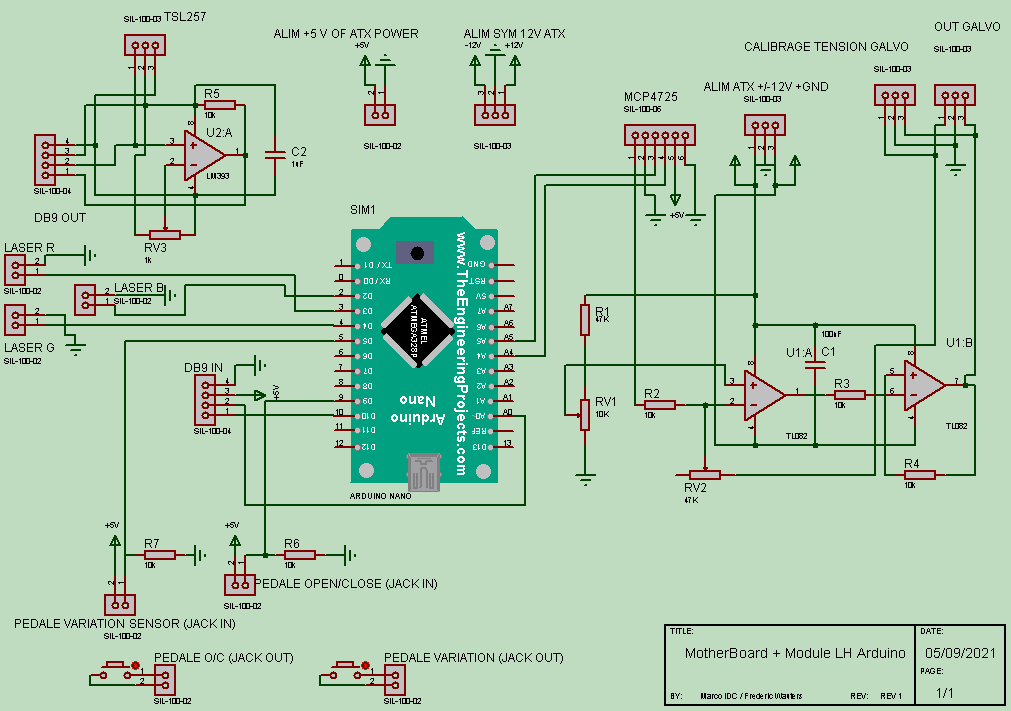 SIL-100-03 TSL257
ALIM +5 V OF ATX POWER
+5V
SIL-100-02
ALIM SYM 12V ATX
-12V +12V
SIL-100-03
OUT GALVO
SIL-100-03
CALIBRAGE TENSION GALVO
SIL-100-03
ALIM ATX +/-12V +GND
SIL-100-03
MCP4725
SIL-100-06
+5V
R5
10k
U2:A
LM393
C2
1uF
SIL-100-04
DB9 OUT
RV3
1k
LASER R
SIL-100-02
LASER B
SIL-100-02
LASER G
SIL-100-02
DB9 IN
+5V
SIL-100-04
SIM1
TX / D1
RX / D0
D2
D3
D4
D5
D6
D7
D8
D9
D10
D11
D12
GND
RST
5V
A7
A6
A5
A4
A3
A2
A1
A0
REF
D13
ATMEL
ATMEGA328P
Arduino
Nano
www.TheEngineeringProjects.com
ARDUINO NANO
R1
47K
RV1
10K
R2
10k
RV2
47K
U1:A
TL082
C1
100uF
R3
10k
U1:B
TL082
R4
10k
+5V
R7
10k
+5V
R6
10k
PEDALE OPEN/CLOSE (JACK IN)
SIL-100-02
PEDALE VARIATION SENSOR (JACK IN)
SIL-100-02
PEDALE O/C (JACK OUT)
SIL-100-02
PEDALE VARIATION (JACK OUT)
SIL-100-02
TITLE:
MotherBoard + Module LH Arduino
DATE:
05/09/2021
PAGE:
1/1
BY: Marco IDC / Frederic Wauters
REV: REV 1